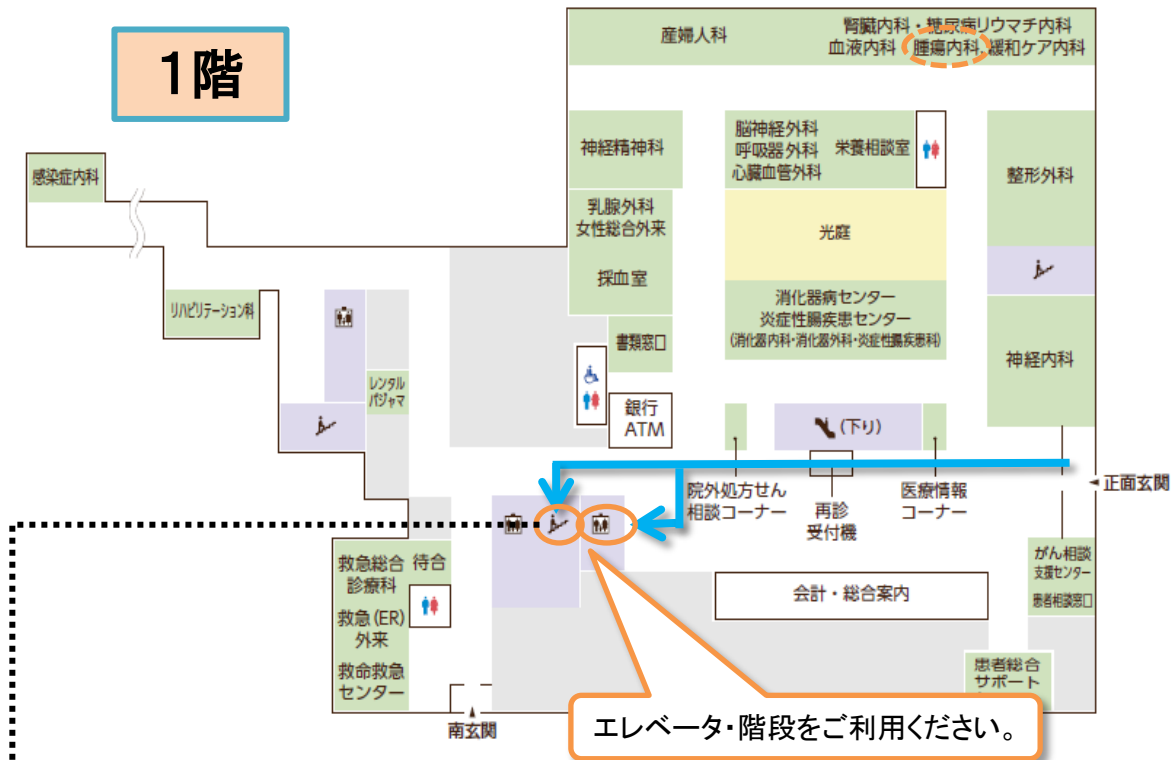 1階
産婦人科
腎臓内科・糖尿病リウマチ内科
血液内科 腫瘍内科 緩和ケア内科
神経精神科
脳神経外科
呼吸器外科
心臓血管外科
栄養相談室
整形外科
感染症内科
乳腺外科
女性総合外来
採血室
光庭
リハビリテーション科
消化器病センター
炎症性腸疾患センター
(消化器内科・消化器外科・炎症性腸疾患科)
書類窓口
神経内科
レンタル
パジャマ
銀行
ATM
(下り)
院外処方せん
相談コーナー
再診
受付機
医療情報
コーナー
正面玄関
救急総合
診療科
待合
救急(ER)
外来
救命救急
センター
会計・総合案内
がん相談
支援センター
患者相談窓口
患者総合
サポート
南玄関
エレベータ・階段をご利用ください。